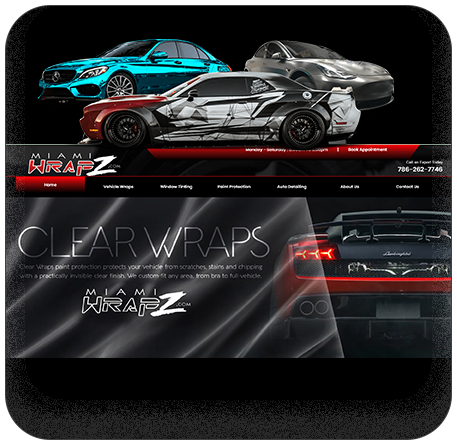 Monday - Saturday
|
Book Appointment
MIAMI
WRAPZ.COM
Call an Expert Today
786-262-7746
Home
Vehicle Wraps
Window Tinting
Paint Protection
Auto Detailing
About Us
Contact Us
CLEAR WRAPS
Clear Wraps paint protection protects your vehicle from scratches, stains and chipping
with a practically invisible clear finish. We custom fit any area, from bra to full vehicle.
MIAMI
WRAPZ.COM
Lamborghini